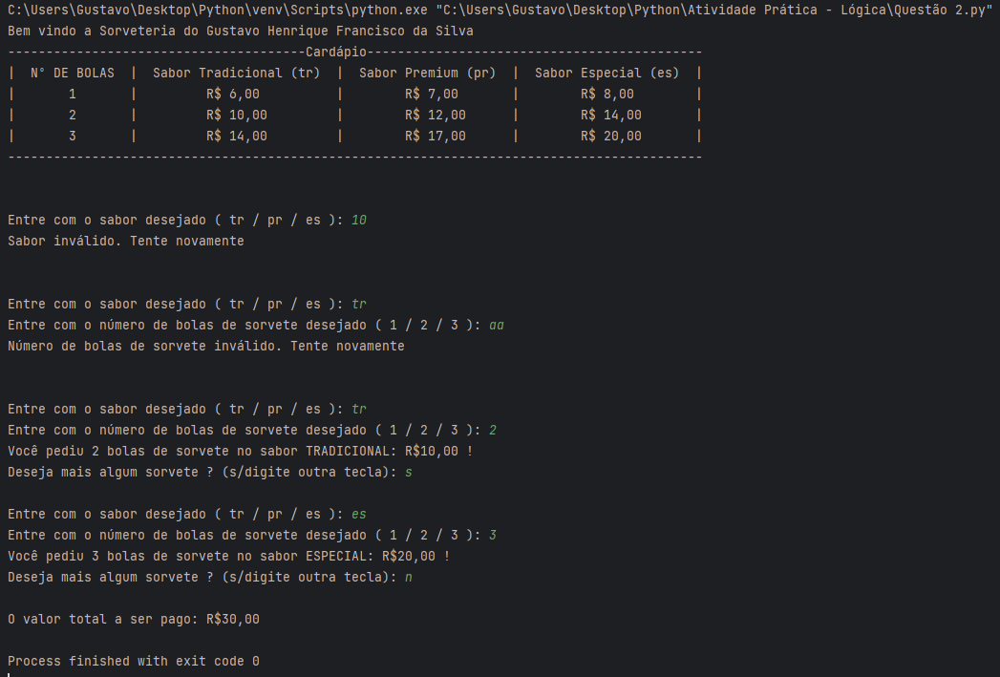 C:\Users\Gustavo\Desktop\Python\venv\Scripts\python.exe "C:\Users\Gustavo\Desktop\Python\Atividade Prática - Lógica\Questão 2.py"
Bem vindo a Sorveteria do Gustavo Henrique Francisco da Silva
---------------------------------------Cardápio--------------------------------------------
|  N° DE BOLAS  |  Sabor Tradicional (tr)  |  Sabor Premium (pr)  |  Sabor Especial (es)  |
|       1       |         R$ 6,00          |        R$ 7,00       |        R$ 8,00        |
|       2       |         R$ 10,00         |        R$ 12,00      |        R$ 14,00       |
|       3       |         R$ 14,00         |        R$ 17,00      |        R$ 20,00       |
-------------------------------------------------------------------------------------------
Entre com o sabor desejado ( tr / pr / es ): 10
Sabor inválido. Tente novamente
Entre com o sabor desejado ( tr / pr / es ): tr
Entre com o número de bolas de sorvete desejado ( 1 / 2 / 3 ): aa
Número de bolas de sorvete inválido. Tente novamente
Entre com o sabor desejado ( tr / pr / es ): tr
Entre com o número de bolas de sorvete desejado ( 1 / 2 / 3 ): 2
Você pediu 2 bolas de sorvete no sabor TRADICIONAL: R$10,00 !
Deseja mais algum sorvete ? (s/digite outra tecla): s
Entre com o sabor desejado ( tr / pr / es ): es
Entre com o número de bolas de sorvete desejado ( 1 / 2 / 3 ): 3
Você pediu 3 bolas de sorvete no sabor ESPECIAL: R$20,00 !
Deseja mais algum sorvete ? (s/digite outra tecla): n
O valor total a ser pago: R$30,00
Process finished with exit code 0